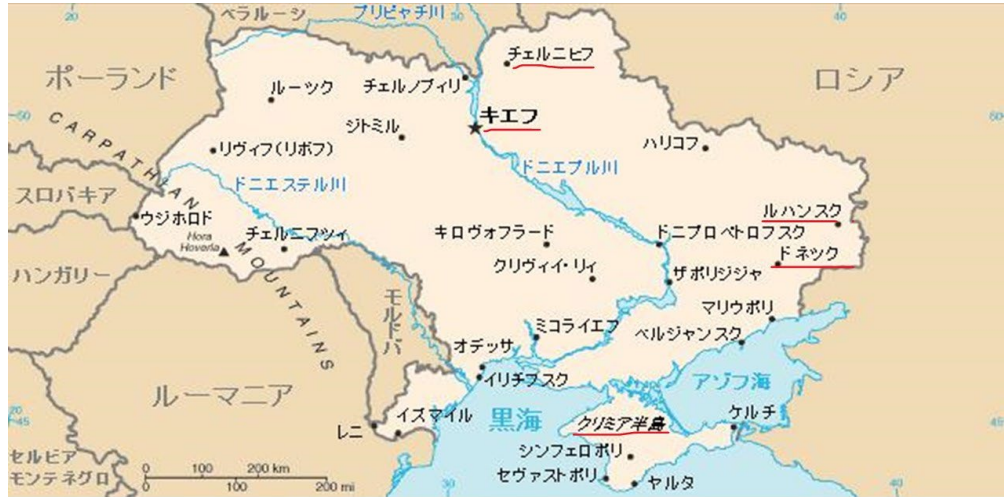 ベラルーシ
プリピャチ川
30
40
ポーランド
チェルニヒフ
ロシア
ルーツク
チェルノブィリ
50
CARPATHIAN MOUNTAINS
キエフ
ジトミル
ハリコフ
リヴィフ(リボフ)
ドニエプル川
スロバキア
ドニエステル川
ルハンスク
ウジホロド
Hora
Hoverla
チェルニフツィ
キロヴォフラード
ドニプロペトロフスク
ドネツク
ハンガリー
クリヴィイ・リィ
ザポリジジャ
モルドバ
マリウポリ
ミコライエフ
ベルジャンスク
オデッサ
イリチフスク
アゾフ海
ルーマニア
黒海
クリミア半島
ケルチ
イズマイル
レニ
45
45
シンフェロポリ
セルビア
モンテネグロ
セヴァストポリ
ヤルタ
0 100 200 km
0 100 200 mi
30
40